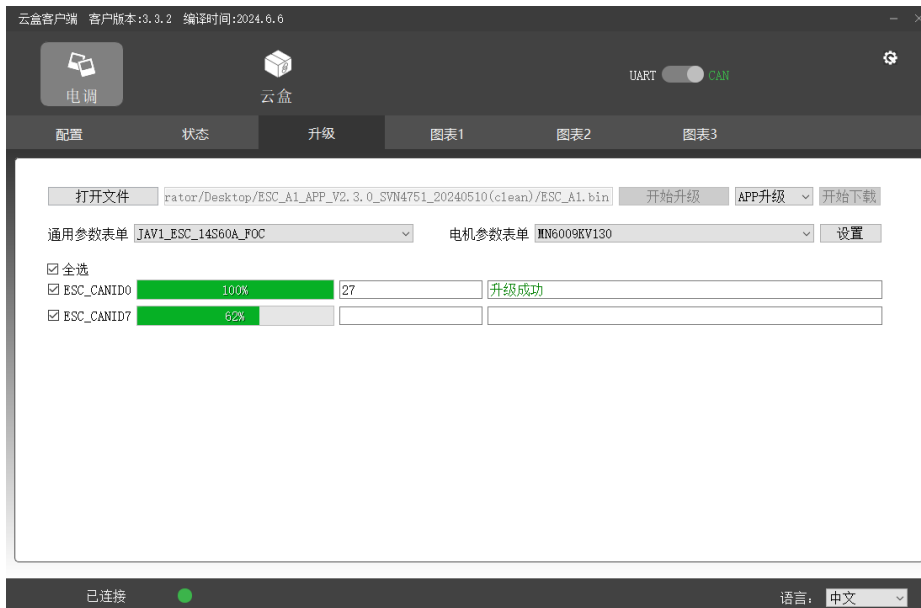 云盒客户端 客户版本:3.3.2 编译时间:2024.6.6
电调 云盒 UART CAN
配置 状态 升级 图表1 图表2 图表3
打开文件 rator/Desktop/ESC_A1_APP_V2.3.0_SVN4751_20240510(clean)/ESC_A1.bin 开始升级 APP升级 开始下载
通用参数表单 JAV1_ESC_14S60A_FOC 电机参数表单 MN6009KV130 设置
全选
ESC_CANID0 100% 27 升级成功
ESC_CANID7 62%
已连接 语言: 中文